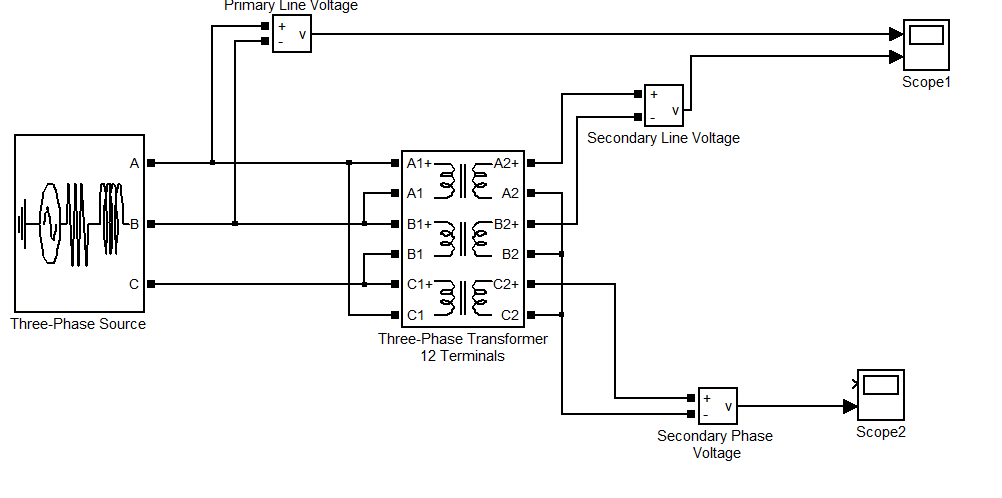 Primary Line Voltage
+
-
v
Scope1
+
-
v
Secondary Line Voltage
A
B
C
Three-Phase Source
A1+
A1
B1+
B1
C1+
C1
A2+
A2
B2+
B2
C2+
C2
Three-Phase Transformer
12 Terminals
+
-
v
Secondary Phase
Voltage
Scope2